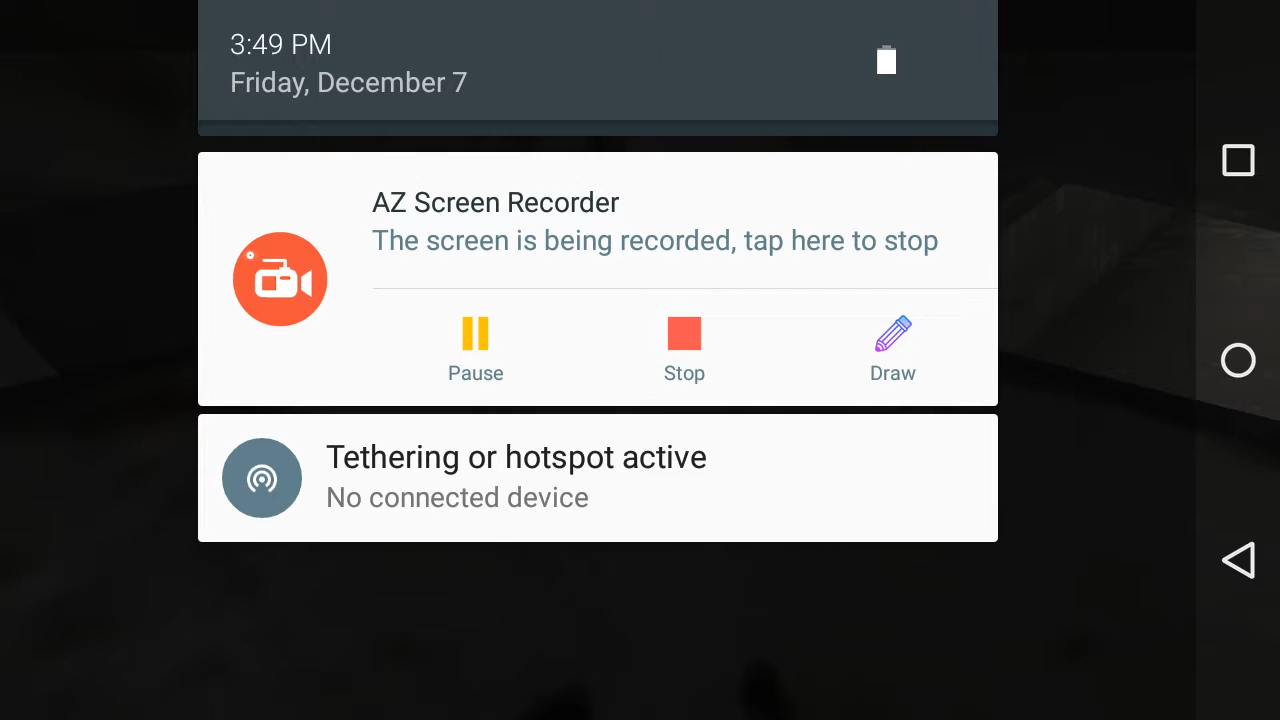 3:49 PM
Friday, December 7
AZ Screen Recorder
The screen is being recorded, tap here to stop
Pause Stop Draw
Tethering or hotspot active
No connected device